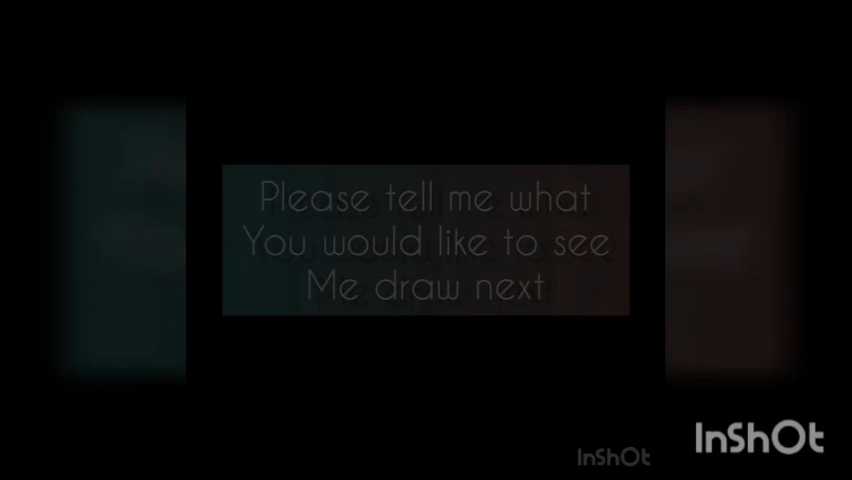 Please tell me what
You would like to see
Me draw next
InShOt
InShOt